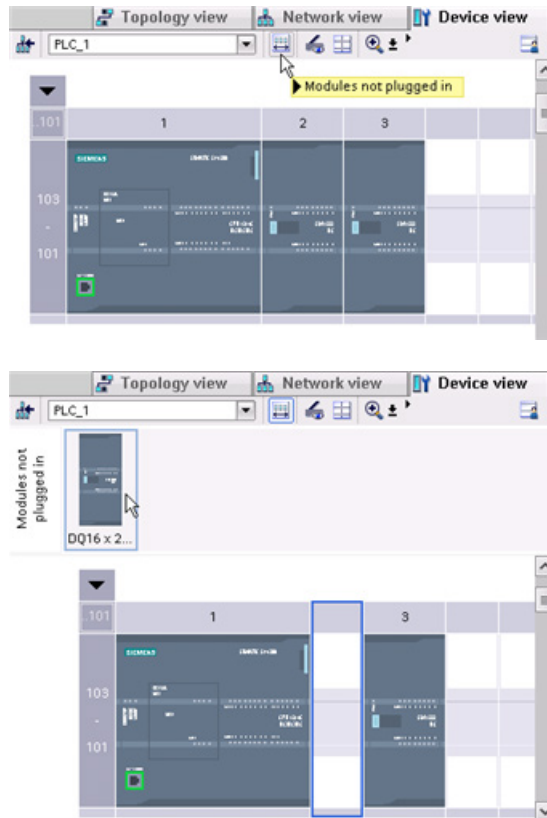 Topology view Network view Device view
PLC_1
Modules not plugged in
..101 1 2 3
SIEMENS
103
-
101
Topology view Network view Device view
PLC_1
Modules not
plugged in
DQ16 x 2...
..101 1 3
SIEMENS
103
-
101